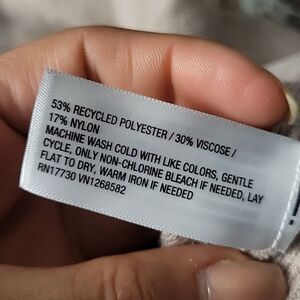 53% RECYCLED POLYESTER / 30% VISCOSE /
17% NYLON
MACHINE WASH COLD WITH LIKE COLORS, GENTLE
CYCLE, ONLY NON-CHLORINE BLEACH IF NEEDED, LAY
FLAT TO DRY, WARM IRON IF NEEDED
RN17730 VN1268582